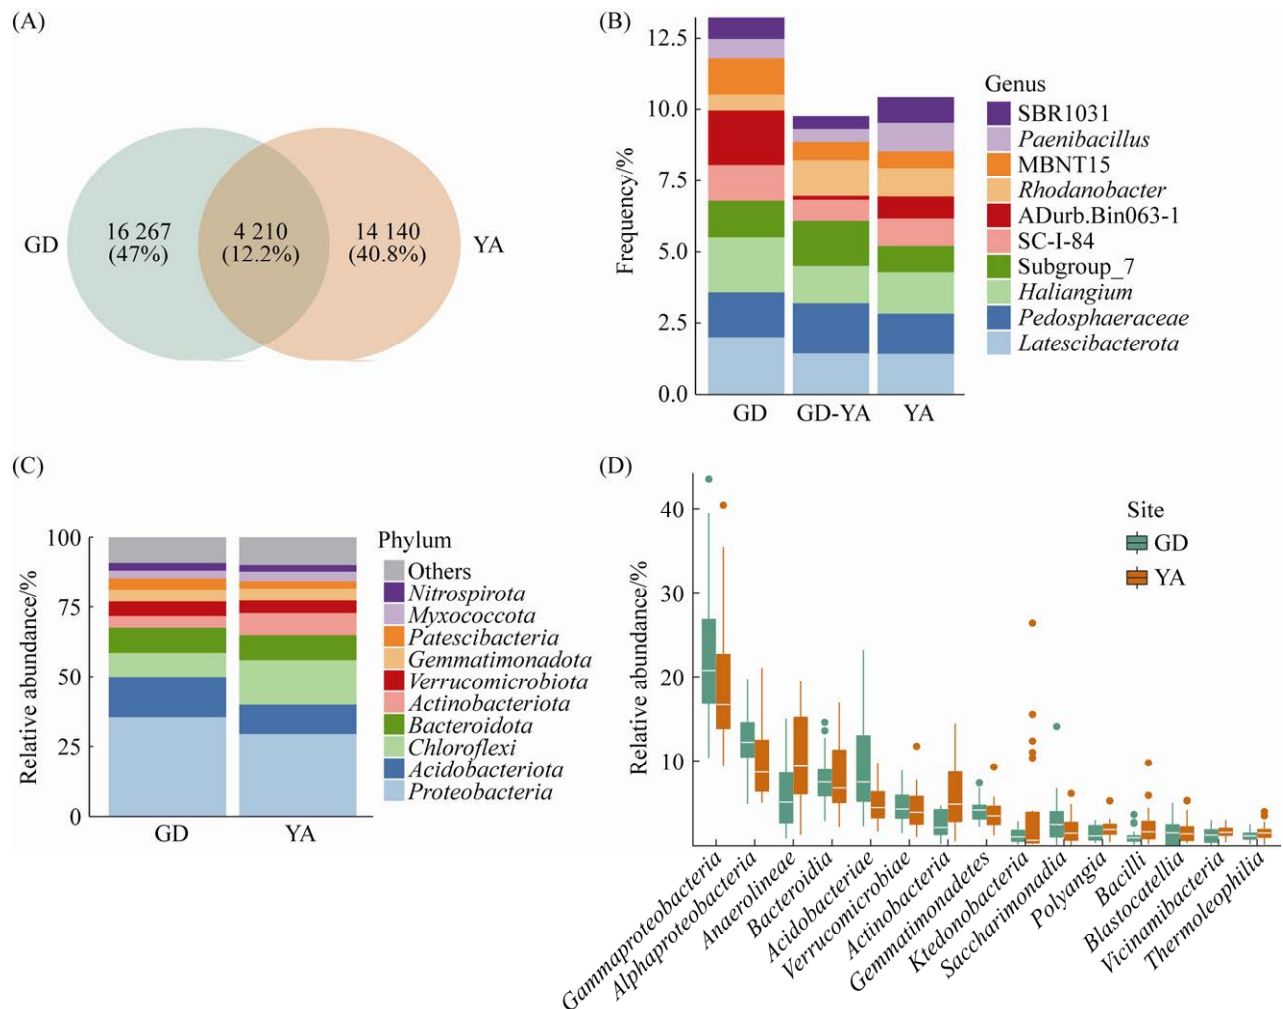 (A)
GD
16 267
(47%)
4 210
(12.2%)
14 140
(40.8%)
YA
(B)
Frequency/%
12.5
10.0
7.5
5.0
2.5
0.0
GD
GD-YA
YA
Genus
SBR1031
Paenibacillus
MBNT15
Rhodanobacter
ADurb.Bin063-1
SC-I-84
Subgroup_7
Haliangium
Pedosphaeraceae
Latescibacterota
(C)
Relative abundance/%
100
75
50
25
0
GD
YA
Phylum
Others
Nitrospirota
Myxococcota
Patescibacteria
Gemmatimonadota
Verrucomicrobiota
Actinobacteriota
Bacteroidota
Chloroflexi
Acidobacteriota
Proteobacteria
(D)
Relative abundance/%
40
30
20
10
Site
GD
YA
Gammaproteobacteria
Alphaproteobacteria
Anaerolineae
Bacteroidia
Acidobacteriae
Verrucomicrobiae
Actinobacteria
Gemmatimonadetes
Ktedonobacteria
Saccharimonadia
Polyangia
Bacilli
Blastocatellia
Vicinamibacteria
Thermoleophilia